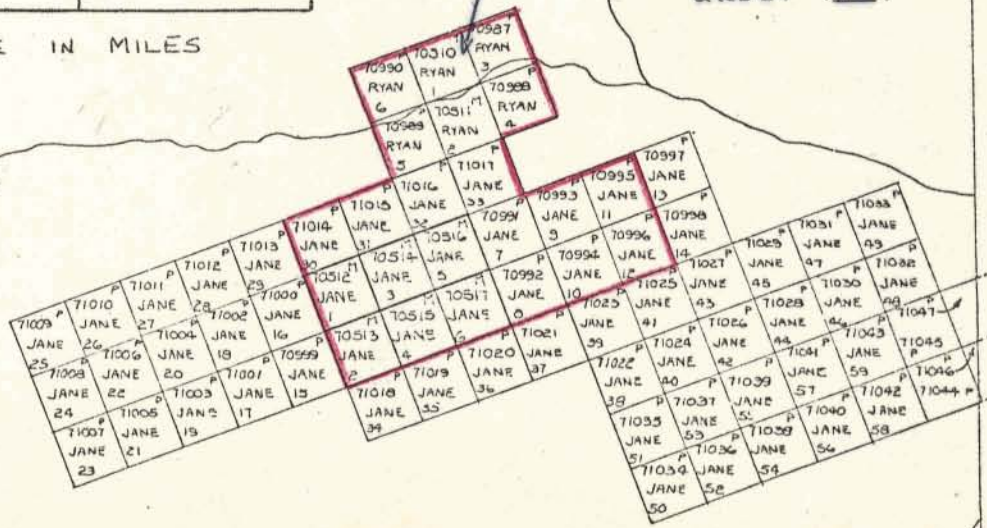 E IN MILES
70987 P
RYAN
3
70510 M
RYAN
1
70990 P
RYAN
6
70988 P
RYAN
4
70511 M
RYAN
2
70989 P
RYAN
5
71017 P
JANE
33
71016 P
JANE
32
71015 P
JANE
31
71014 P
JANE
30
70997 P
JANE
13
70995 P
JANE
11
70993 P
JANE
9
70991 P
JANE
7
70516 M
JANE
5
70514 M
JANE
3
70512 M
JANE
1
70998 P
JANE
14
70996 P
JANE
12
70994 P
JANE
10
70992 P
JANE
8
70517 M
JANE
6
70515 M
JANE
4
70513 M
JANE
2
71013 P
JANE
29
71012 P
JANE
28
71011 P
JANE
27
71010 P
JANE
26
71009 P
JANE
25
71000 P
JANE
16
71002 P
JANE
18
71004 P
JANE
20
71006 P
JANE
22
71008 P
JANE
24
70999 P
JANE
15
71001 P
JANE
17
71003 P
JANE
19
71005 P
JANE
21
71007 P
JANE
23
71018 P
JANE
34
71019 P
JANE
35
71020 P
JANE
36
71021 P
JANE
37
71023 P
JANE
39
71025 P
JANE
41
71027 P
JANE
43
71029 P
JANE
45
71031 P
JANE
47
71033 P
JANE
49
71022 P
JANE
38
71024 P
JANE
40
71026 P
JANE
42
71028 P
JANE
44
71030 P
JANE
46
71032 P
JANE
48
71035 P
JANE
51
71037 P
JANE
53
71039 P
JANE
55
71041 P
JANE
57
71043 P
JANE
59
71045 P
71047
71034 P
JANE
50
71036 P
JANE
52
71038 P
JANE
54
71040 P
JANE
56
71042 P
JANE
58
71044 P
71046